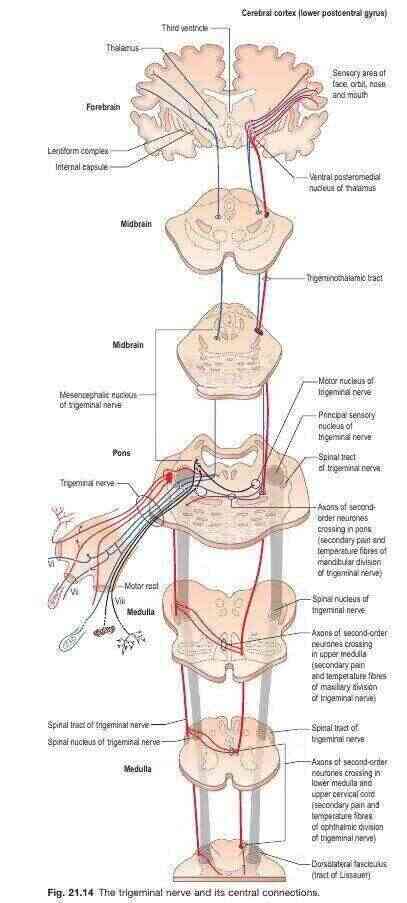 Cerebral cortex (lower postcentral gyrus)
Third ventricle
Thalamus
Sensory area of
face, orbit, nose
and mouth
Forebrain
Lentiform complex
Internal capsule
Ventral posteromedial
nucleus of thalamus
Midbrain
Trigeminothalamic tract
Midbrain
Motor nucleus of
trigeminal nerve
Mesencephalic nucleus
of trigeminal nerve
Principal sensory
nucleus of
trigeminal nerve
Pons
Spinal tract
of trigeminal nerve
Trigeminal nerve
Axons of second-
order neurones
crossing in pons
(secondary pain and
temperature fibres of
mandibular division
of trigeminal nerve)
Vi
Vii
Motor root
Viii
Spinal nucleus of
trigeminal nerve
Medulla
Axons of second-order
neurones crossing
in upper medulla
(secondary pain
and temperature fibres
of maxillary division
of trigeminal nerve)
Spinal tract of trigeminal nerve
Spinal nucleus of trigeminal nerve
Spinal tract of
trigeminal nerve
Medulla
Axons of second-order
neurones crossing in
lower medulla and
upper cervical cord
(secondary pain and
temperature fibres
of ophthalmic division
of trigeminal nerve)
Dorsolateral fasciculus
(tract of Lissauer)
Fig. 21.14 The trigeminal nerve and its central connections.